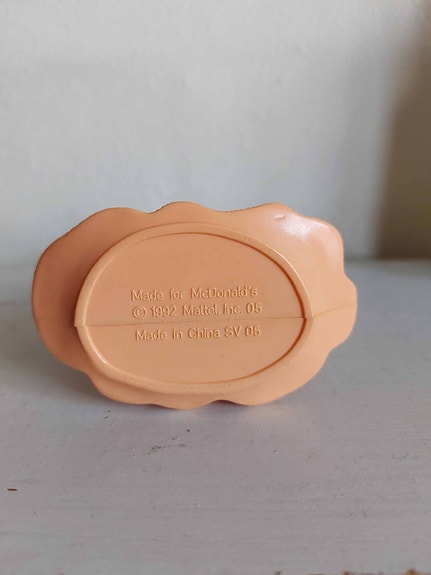 Made for McDonald's
© 1992 Mattel, Inc. 05
Made in China SV 05